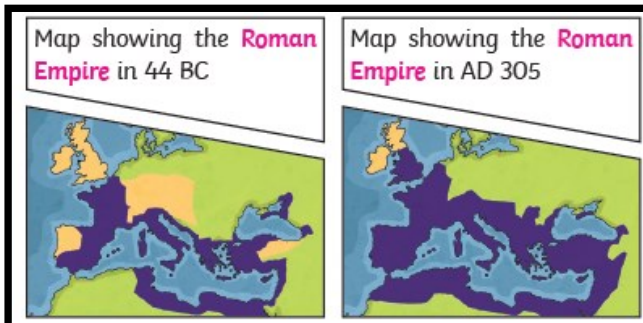 Map showing the Roman
Empire in 44 BC
Map showing the Roman
Empire in AD 305